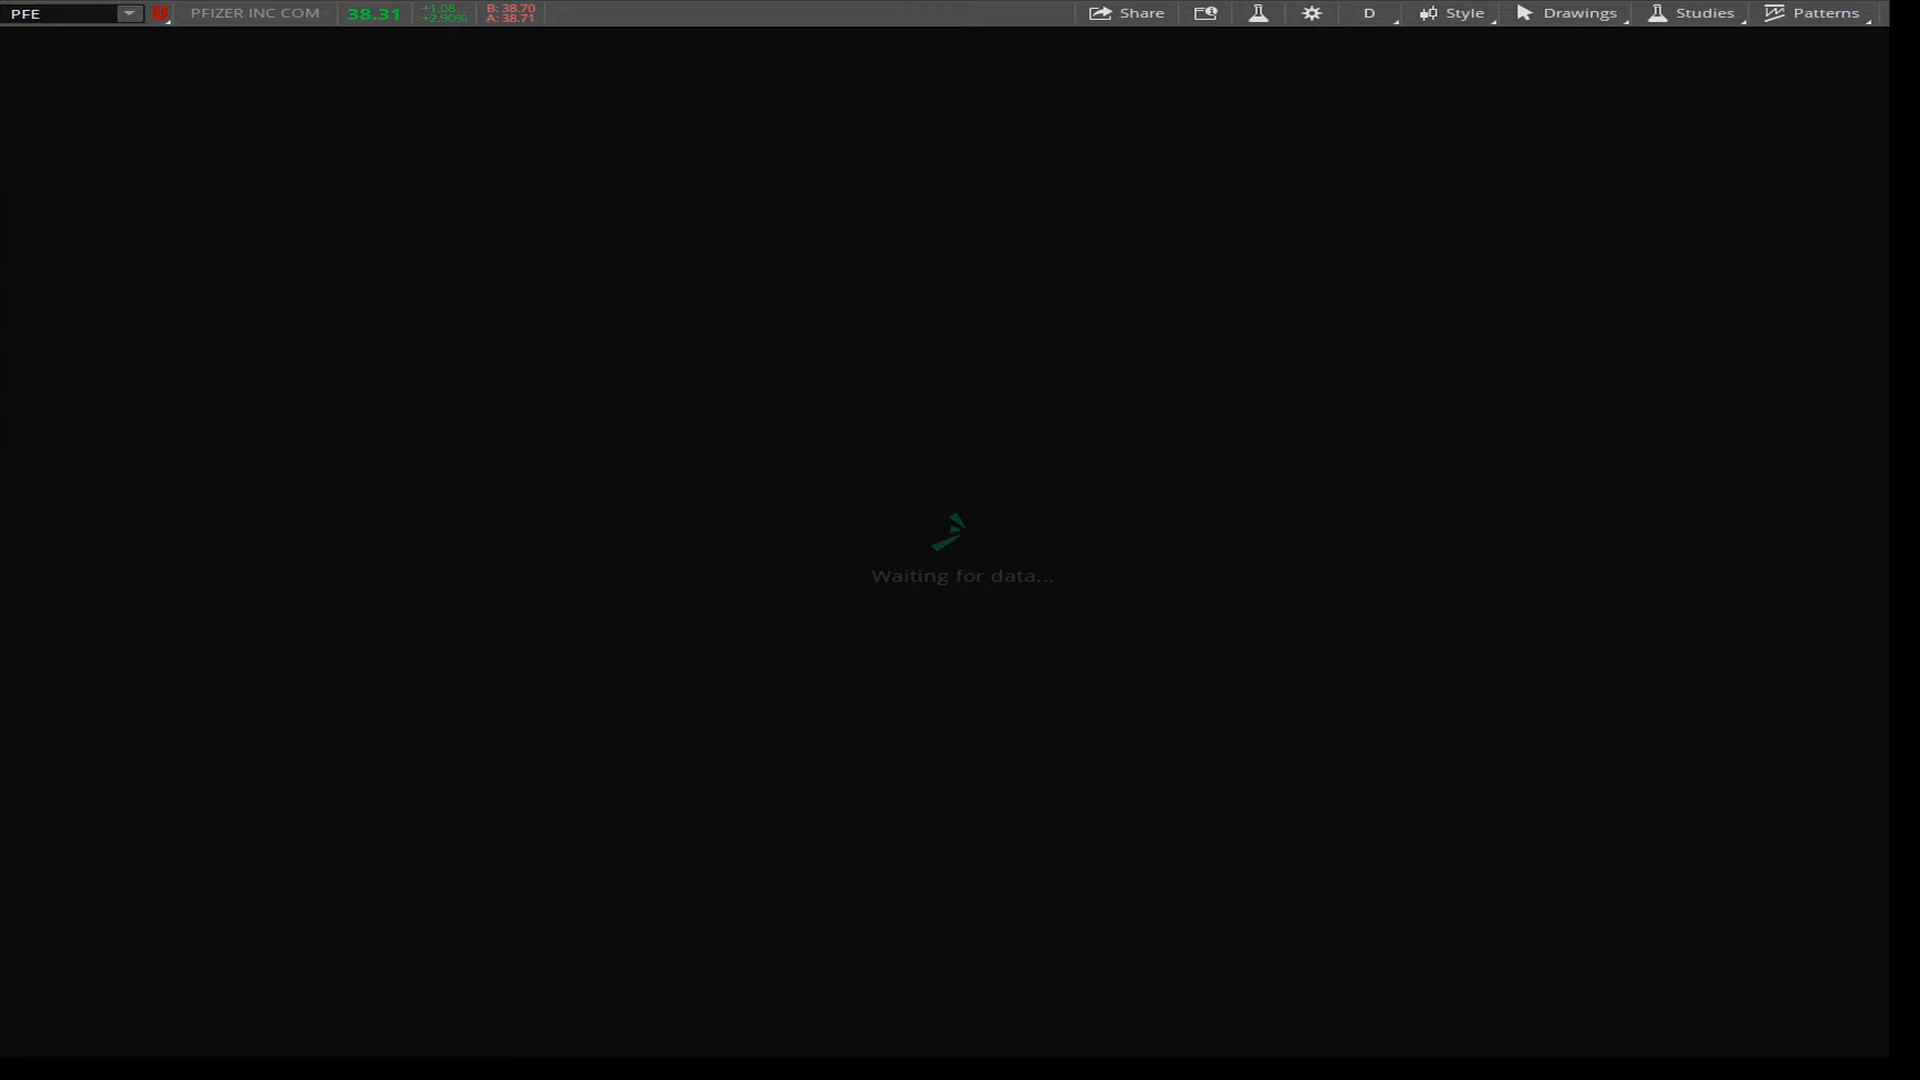 PFE
PFIZER INC COM
38.31
+1.08
+2.90%
B: 38.70
A: 38.71
Share
D
Style
Drawings
Studies
Patterns
Waiting for data...